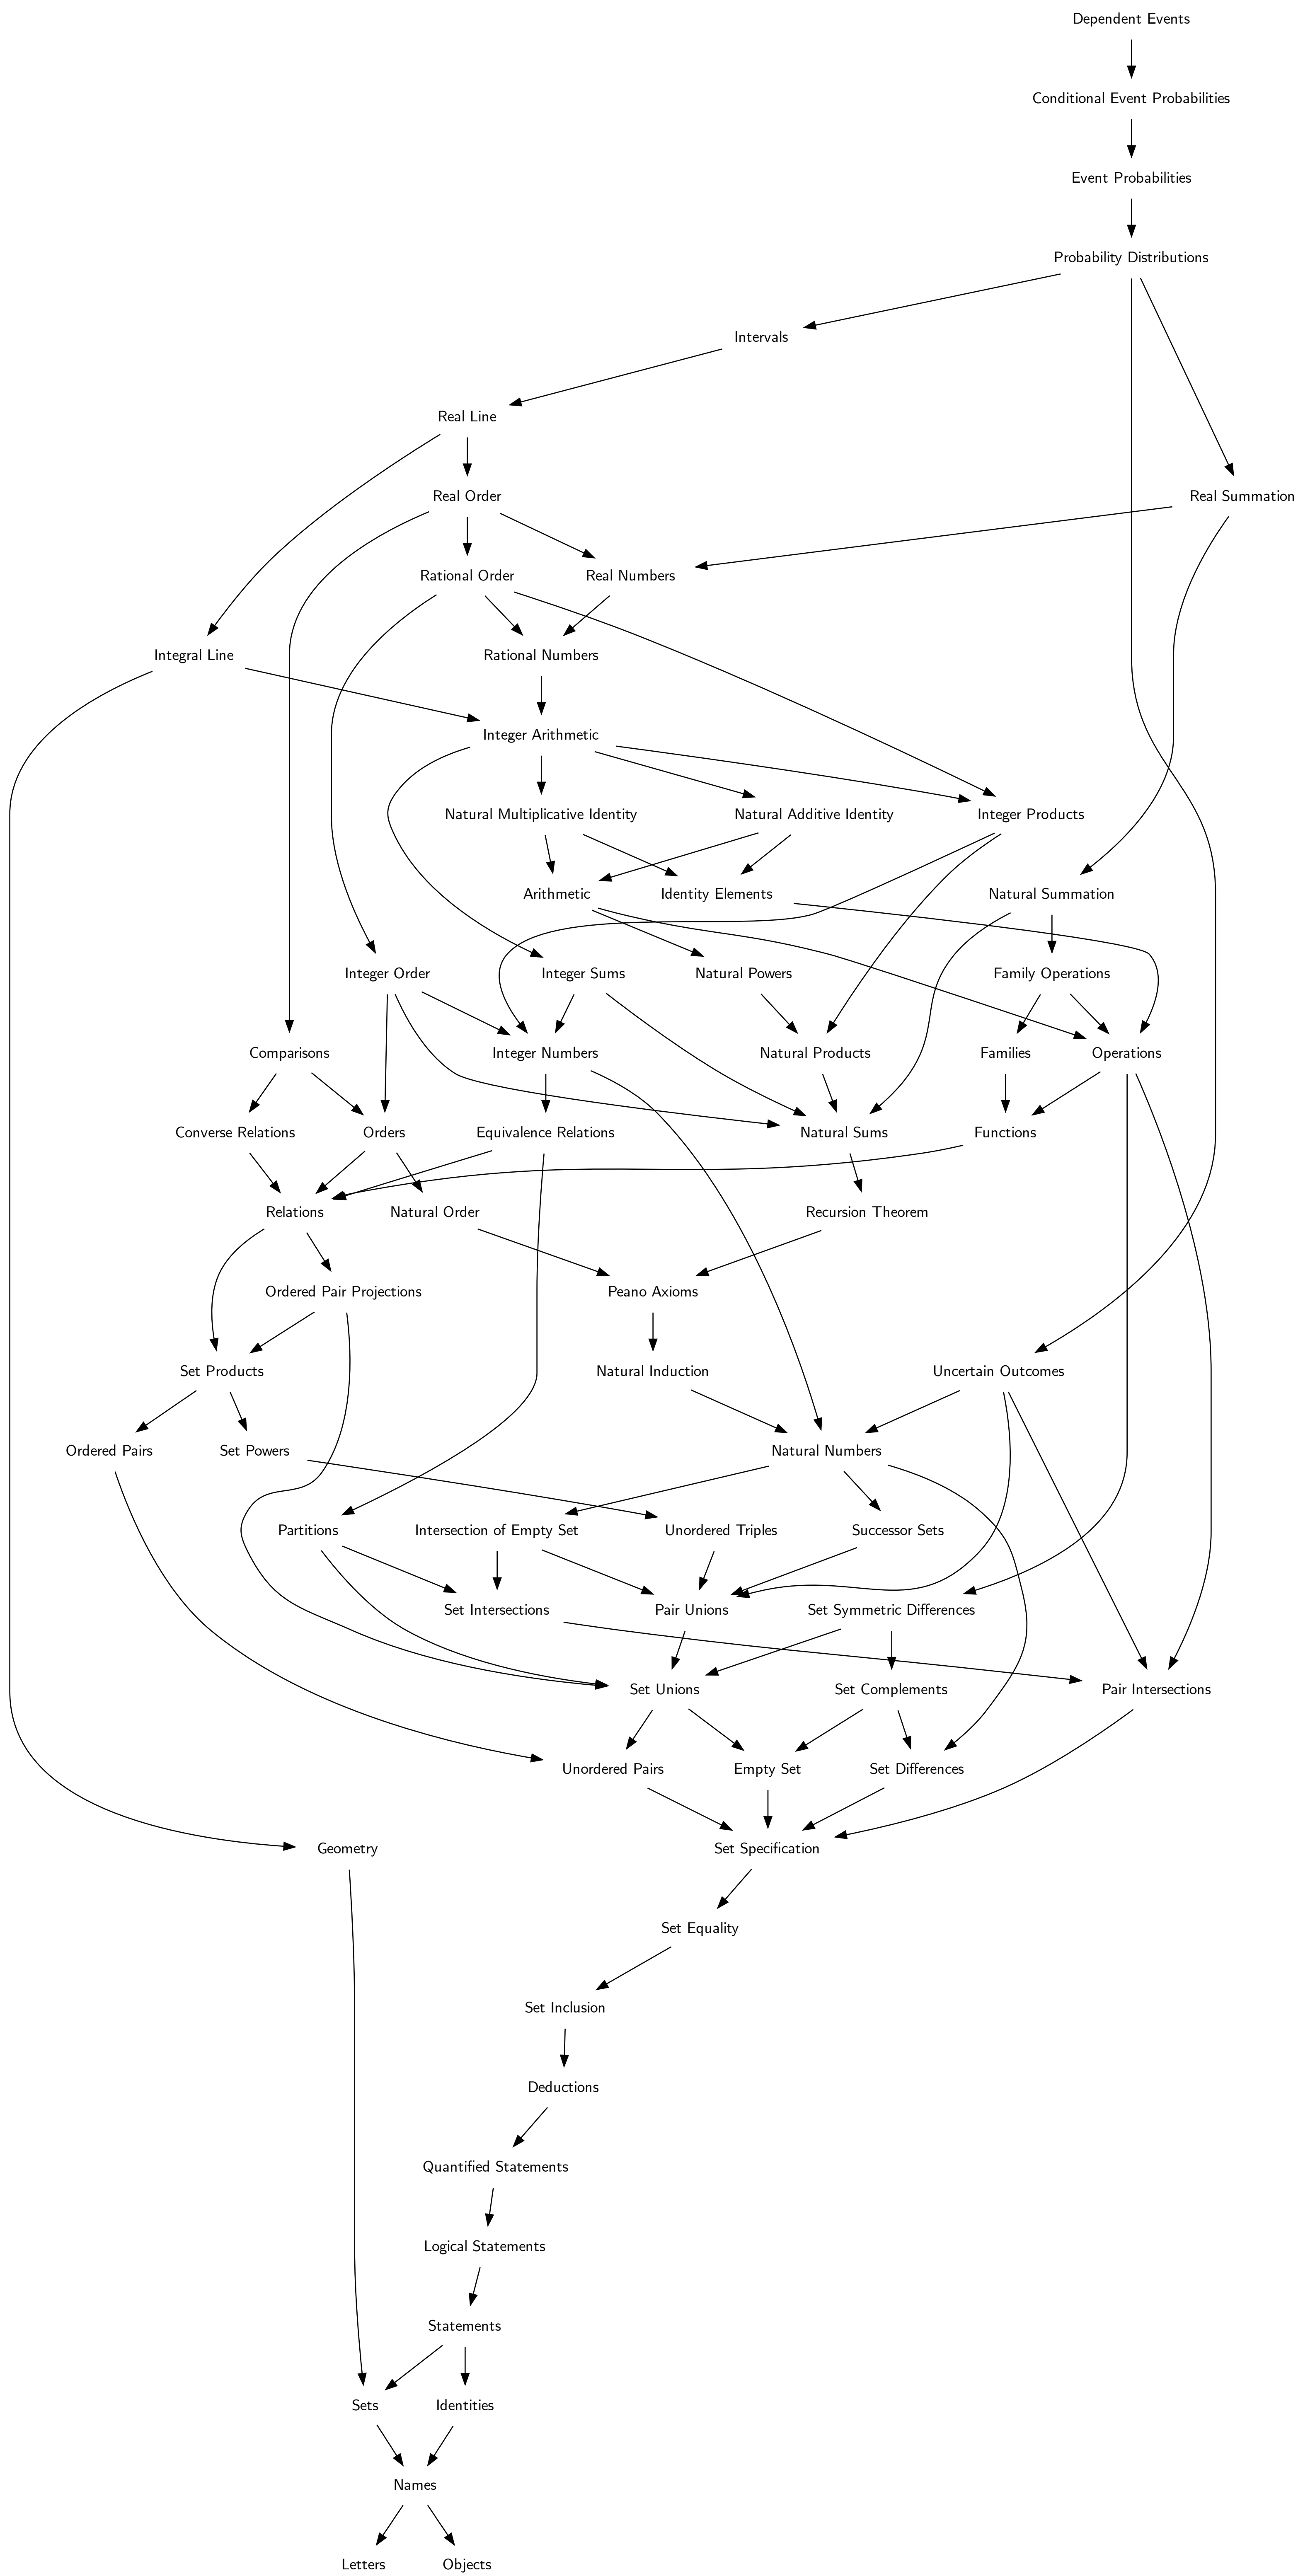 Dependent Events
Conditional Event Probabilities
Event Probabilities
Probability Distributions
Intervals
Real Line
Real Order
Real Summation
Rational Order
Real Numbers
Integral Line
Rational Numbers
Integer Arithmetic
Natural Multiplicative Identity
Natural Additive Identity
Integer Products
Arithmetic
Identity Elements
Natural Summation
Integer Order
Integer Sums
Natural Powers
Family Operations
Comparisons
Integer Numbers
Natural Products
Families
Operations
Converse Relations
Orders
Equivalence Relations
Natural Sums
Functions
Relations
Natural Order
Recursion Theorem
Ordered Pair Projections
Peano Axioms
Set Products
Natural Induction
Uncertain Outcomes
Ordered Pairs
Set Powers
Natural Numbers
Partitions
Intersection of Empty Set
Unordered Triples
Successor Sets
Set Intersections
Pair Unions
Set Symmetric Differences
Set Unions
Set Complements
Pair Intersections
Unordered Pairs
Empty Set
Set Differences
Geometry
Set Specification
Set Equality
Set Inclusion
Deductions
Quantified Statements
Logical Statements
Statements
Sets
Identities
Names
Letters
Objects